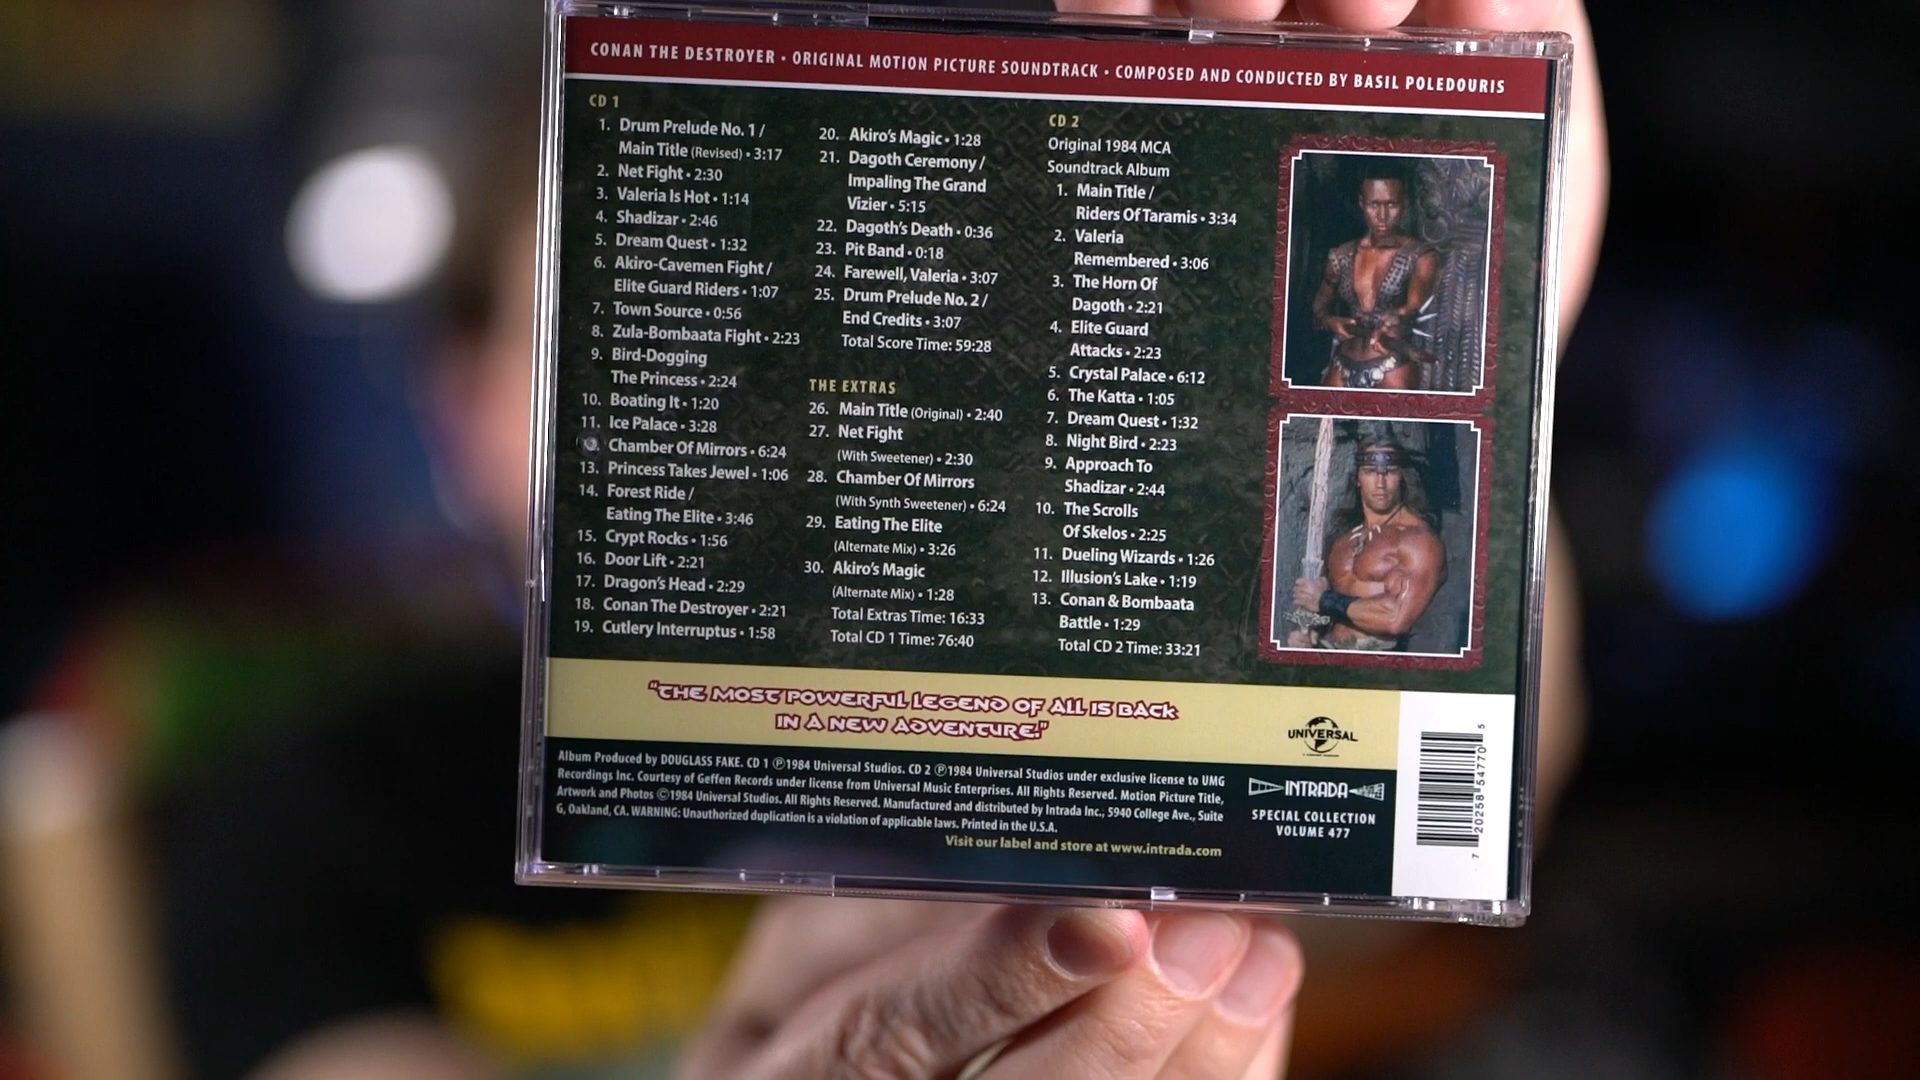 CONAN THE DESTROYER • ORIGINAL MOTION PICTURE SOUNDTRACK • COMPOSED AND CONDUCTED BY BASIL POLEDOURIS
CD 1
1. Drum Prelude No. 1 /
Main Title (Revised) • 3:17
2. Net Fight • 2:30
3. Valeria Is Hot • 1:14
4. Shadizar • 2:46
5. Dream Quest • 1:32
6. Akiro-Cavemen Fight /
Elite Guard Riders • 1:07
7. Town Source • 0:56
8. Zula-Bombaata Fight • 2:23
9. Bird-Dogging
The Princess • 2:24
10. Boating It • 1:20
11. Ice Palace • 3:28
Chamber Of Mirrors • 6:24
13. Princess Takes Jewel • 1:06
14. Forest Ride /
Eating The Elite • 3:46
15. Crypt Rocks • 1:56
16. Door Lift • 2:21
17. Dragon's Head • 2:29
18. Conan The Destroyer • 2:21
19. Cutlery Interruptus • 1:58
20. Akiro's Magic • 1:28
21. Dagoth Ceremony /
Impaling The Grand
Vizier • 5:15
22. Dagoth's Death • 0:36
23. Pit Band • 0:18
24. Farewell, Valeria • 3:07
25. Drum Prelude No. 2 /
End Credits • 3:07
Total Score Time: 59:28
THE EXTRAS
26. Main Title (Original) • 2:40
27. Net Fight
(With Sweetener) • 2:30
28. Chamber Of Mirrors
(With Synth Sweetener) • 6:24
29. Eating The Elite
(Alternate Mix) • 3:26
30. Akiro's Magic
(Alternate Mix) • 1:28
Total Extras Time: 16:33
Total CD 1 Time: 76:40
CD 2
Original 1984 MCA
Soundtrack Album
1. Main Title /
Riders Of Taramis • 3:34
2. Valeria
Remembered • 3:06
3. The Horn Of
Dagoth • 2:21
4. Elite Guard
Attacks • 2:23
5. Crystal Palace • 6:12
6. The Katta • 1:05
7. Dream Quest • 1:32
8. Night Bird • 2:23
9. Approach To
Shadizar • 2:44
10. The Scrolls
Of Skelos • 2:25
11. Dueling Wizards • 1:26
12. Illusion's Lake • 1:19
13. Conan & Bombaata
Battle • 1:29
Total CD 2 Time: 33:21
"THE MOST POWERFUL LEGEND OF ALL IS BACK
IN A NEW ADVENTURE."
UNIVERSAL
Album Produced by DOUGLASS FAKE. CD 1 ℗1984 Universal Studios. CD 2 ℗1984 Universal Studios under exclusive license to UMG
Recordings Inc. Courtesy of Geffen Records under license from Universal Music Enterprises. All Rights Reserved. Motion Picture Title,
Artwork and Photos ©1984 Universal Studios. All Rights Reserved. Manufactured and distributed by Intrada Inc., 5940 College Ave., Suite
G, Oakland, CA. WARNING: Unauthorized duplication is a violation of applicable laws. Printed in the U.S.A.
Visit our label and store at www.intrada.com
INTRADA
SPECIAL COLLECTION
VOLUME 477
7 20258 54770 5